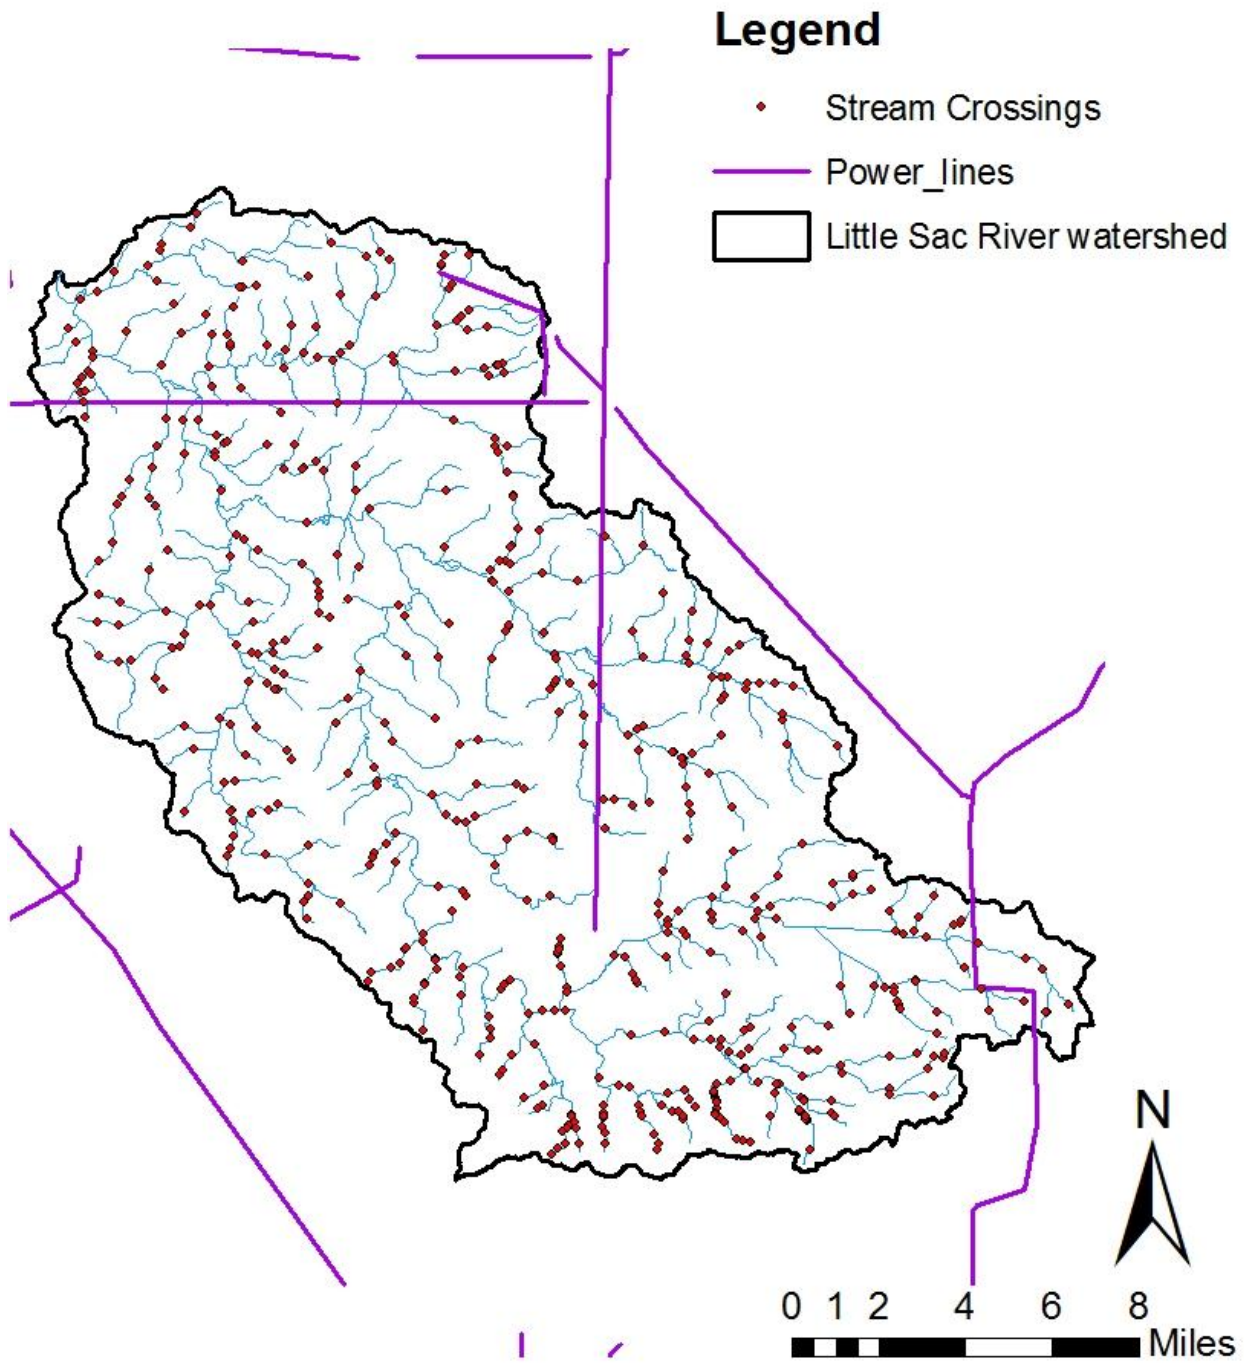 Legend
Stream Crossings
Power_lines
Little Sac River watershed
N
0 1 2 4 6 8
Miles